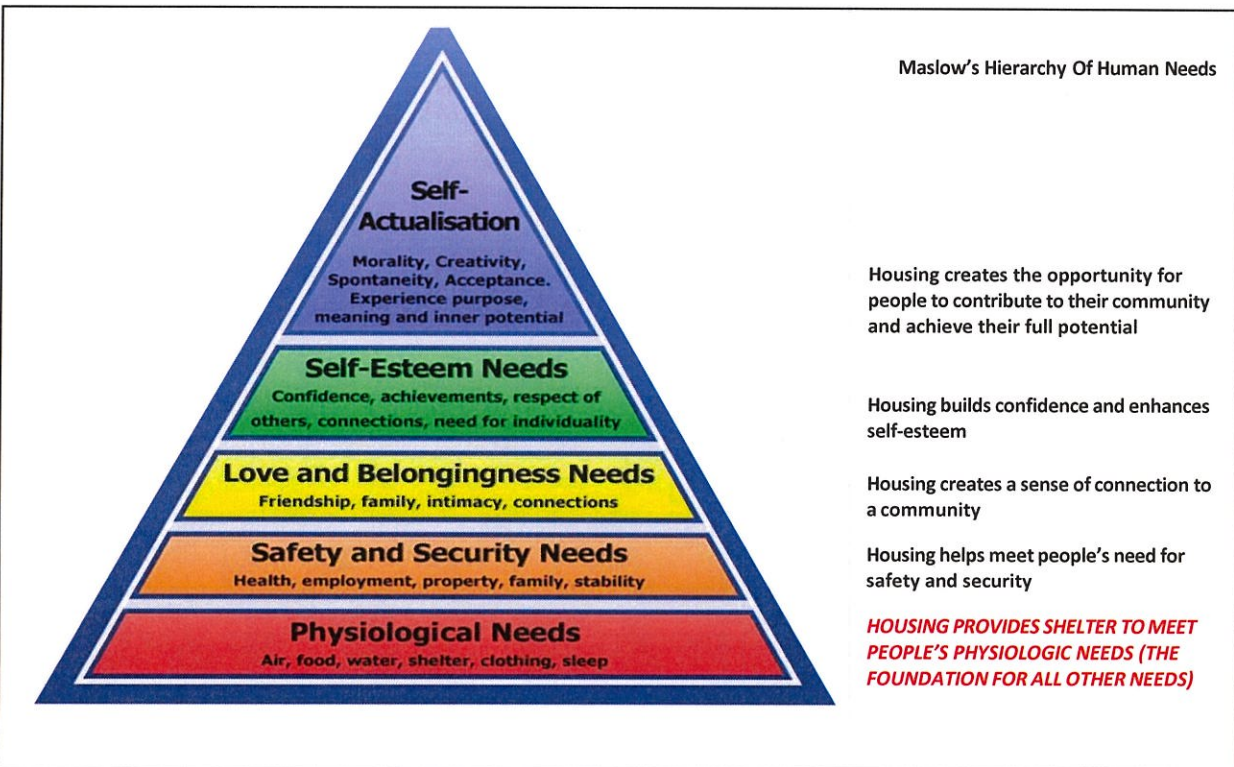 Maslow's Hierarchy Of Human Needs
Self-
Actualisation
Morality, Creativity,
Spontaneity, Acceptance.
Experience purpose,
meaning and inner potential
Housing creates the opportunity for
people to contribute to their community
and achieve their full potential
Self-Esteem Needs
Confidence, achievements, respect of
others, connections, need for individuality
Housing builds confidence and enhances
self-esteem
Love and Belongingness Needs
Friendship, family, intimacy, connections
Housing creates a sense of connection to
a community
Safety and Security Needs
Health, employment, property, family, stability
Housing helps meet people's need for
safety and security
Physiological Needs
Air, food, water, shelter, clothing, sleep
HOUSING PROVIDES SHELTER TO MEET
PEOPLE'S PHYSIOLOGIC NEEDS (THE
FOUNDATION FOR ALL OTHER NEEDS)